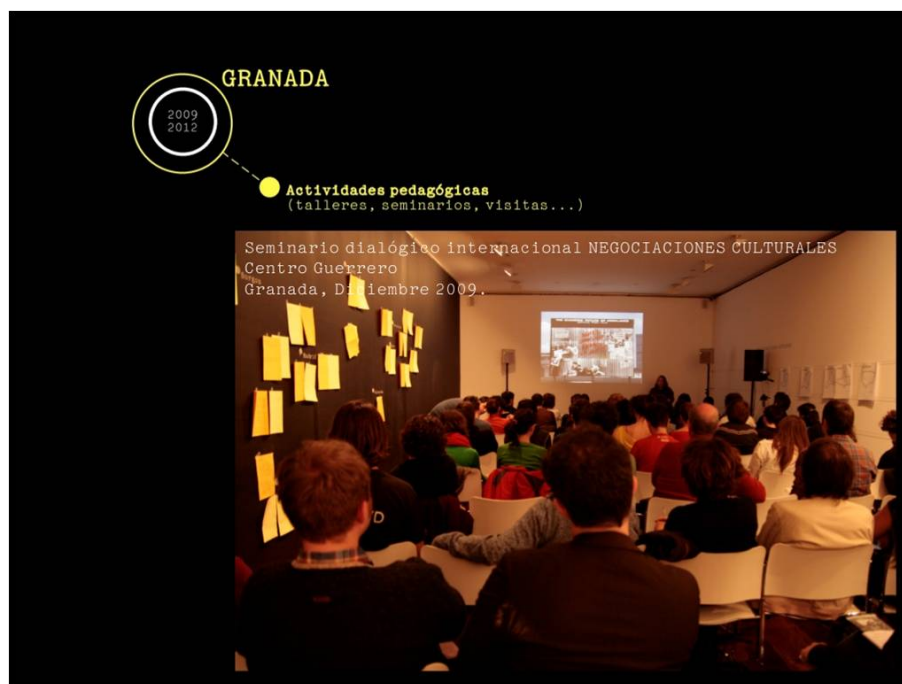 GRANADA
2009
2012
Actividades pedagógicas
(talleres, seminarios, visitas...)
Seminario dialógico internacional NEGOCIACIONES CULTURALES
Centro Guerrero
Granada, Diciembre 2009.